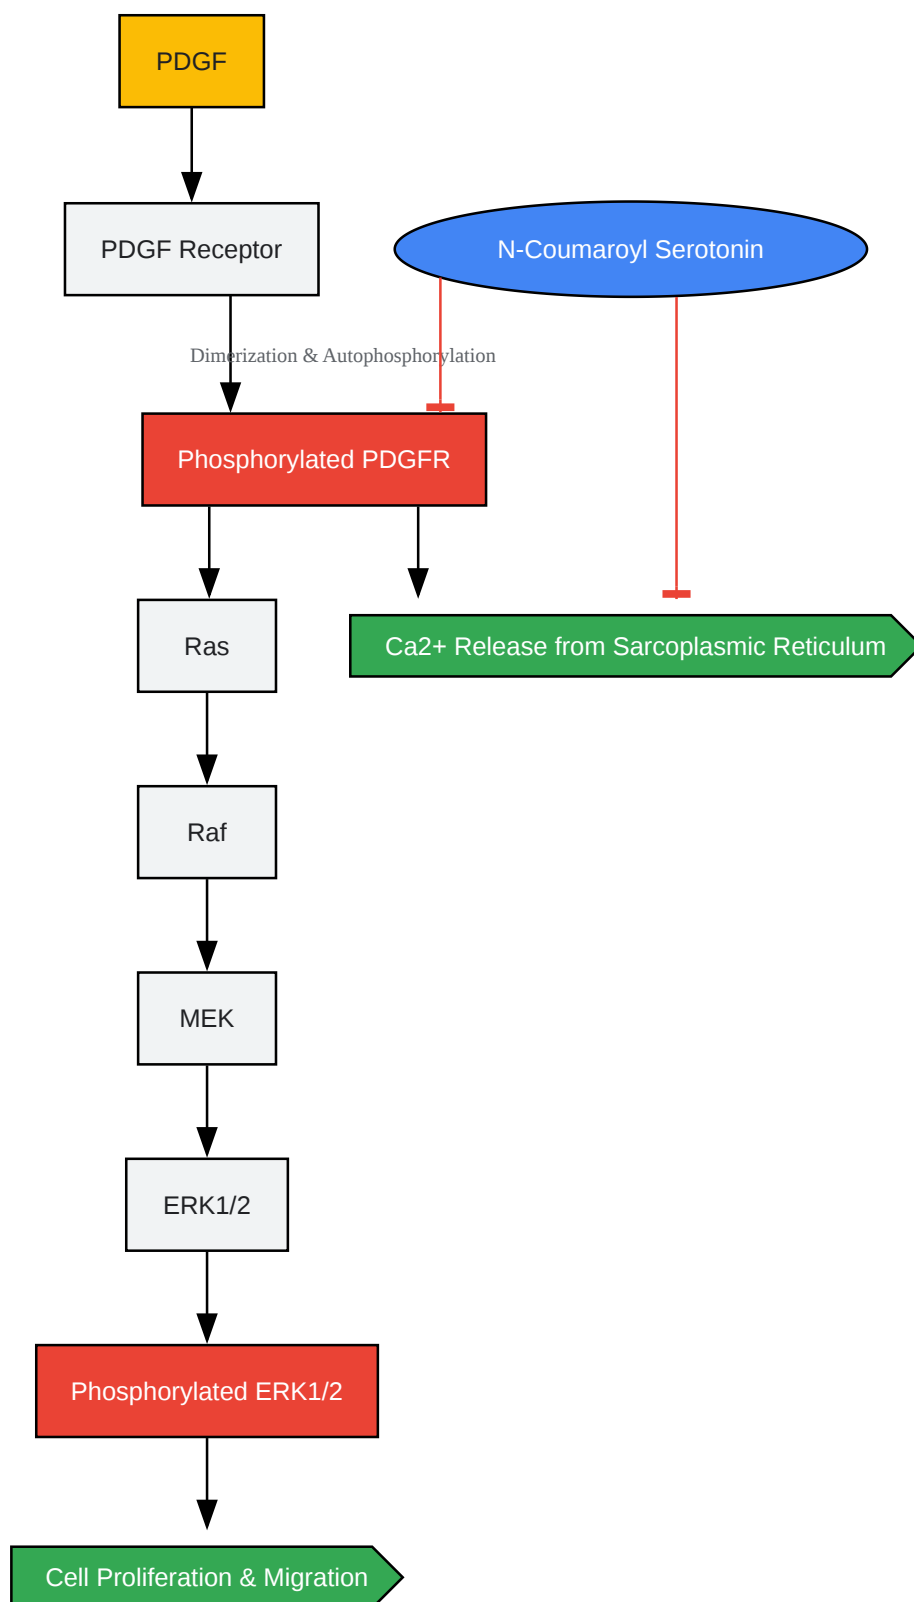 PDGF
PDGF Receptor
N-Coumaroyl Serotonin
Dimerization & Autophosphorylation
Phosphorylated PDGFR
Ras
Ca2+ Release from Sarcoplasmic Reticulum
Raf
MEK
ERK1/2
Phosphorylated ERK1/2
Cell Proliferation & Migration